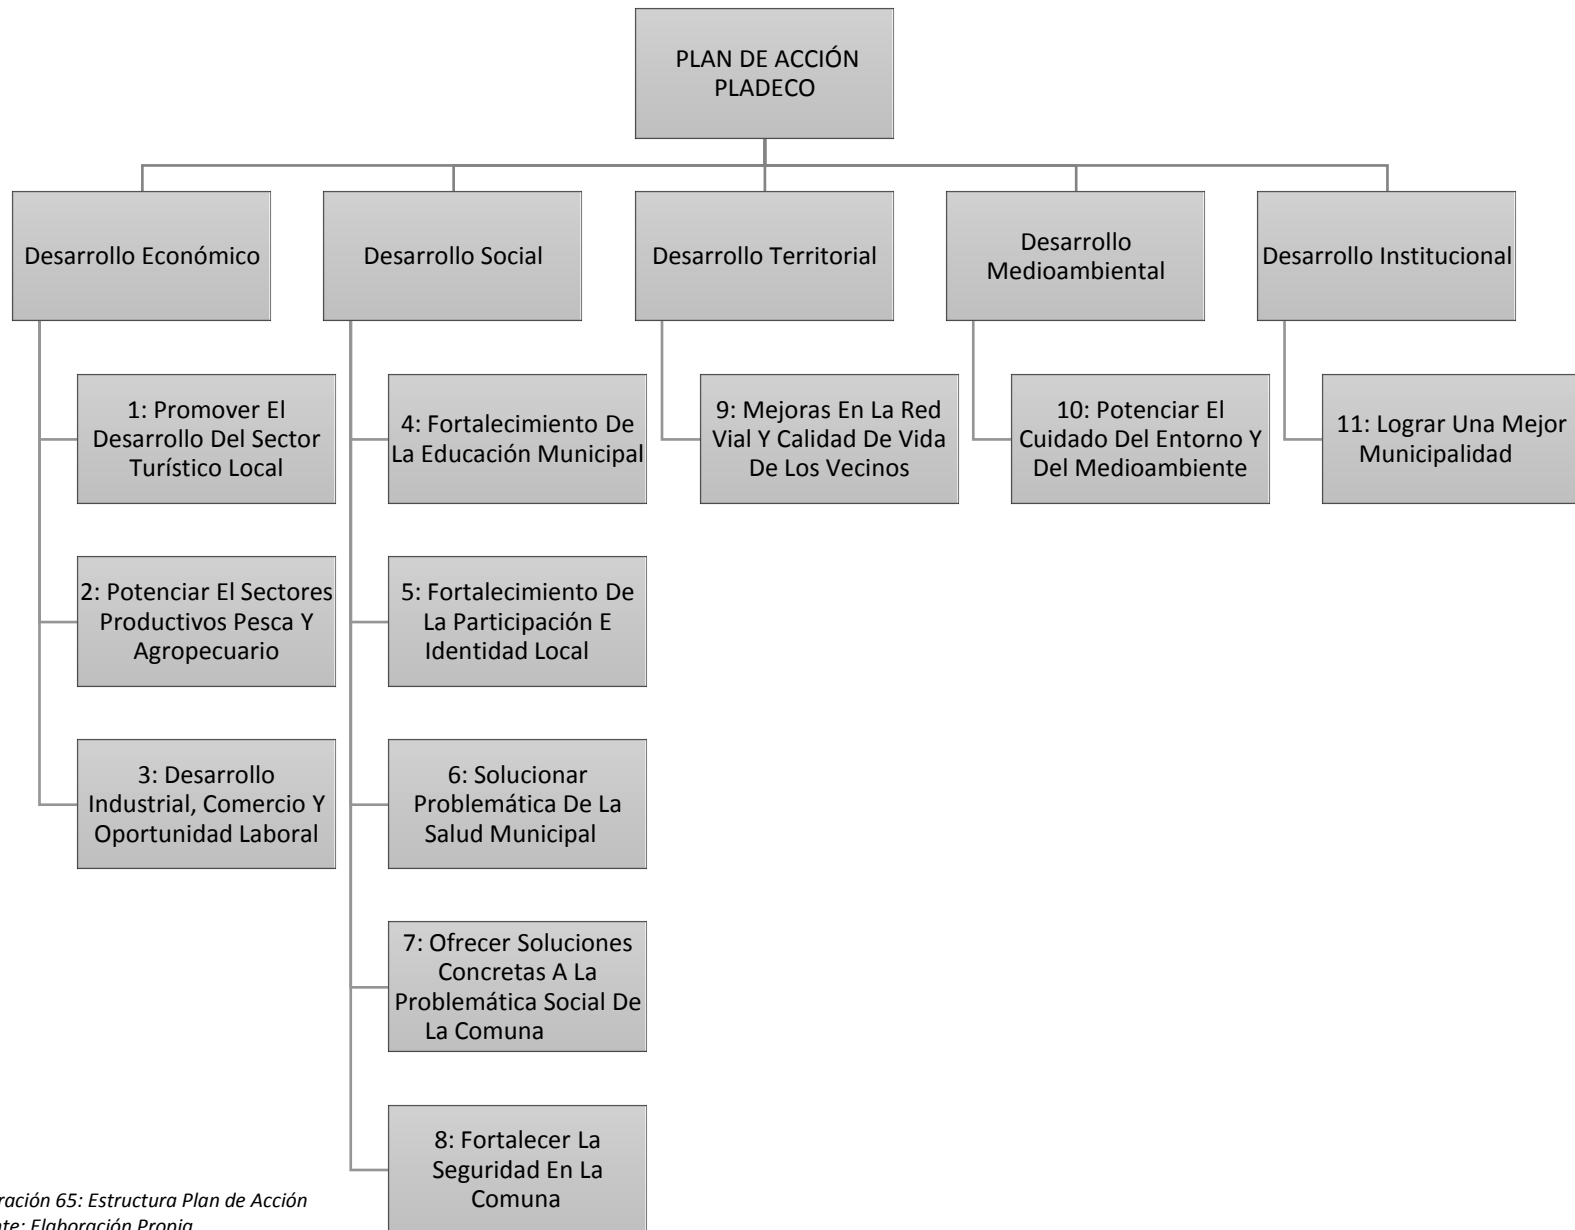 PLAN DE ACCIÓN
PLADECO
Desarrollo Económico
Desarrollo Social
Desarrollo Territorial
Desarrollo
Medioambiental
Desarrollo Institucional
1: Promover El
Desarrollo Del Sector
Turístico Local
2: Potenciar El Sectores
Productivos Pesca Y
Agropecuario
3: Desarrollo
Industrial, Comercio Y
Oportunidad Laboral
4: Fortalecimiento De
La Educación Municipal
5: Fortalecimiento De
La Participación E
Identidad Local
6: Solucionar
Problemática De La
Salud Municipal
7: Ofrecer Soluciones
Concretas A La
Problemática Social De
La Comuna
8: Fortalecer La
Seguridad En La
Comuna
9: Mejoras En La Red
Vial Y Calidad De Vida
De Los Vecinos
10: Potenciar El
Cuidado Del Entorno Y
Del Medioambiente
11: Lograr Una Mejor
Municipalidad
ración 65: Estructura Plan de Acción
nte: Elaboración Propia